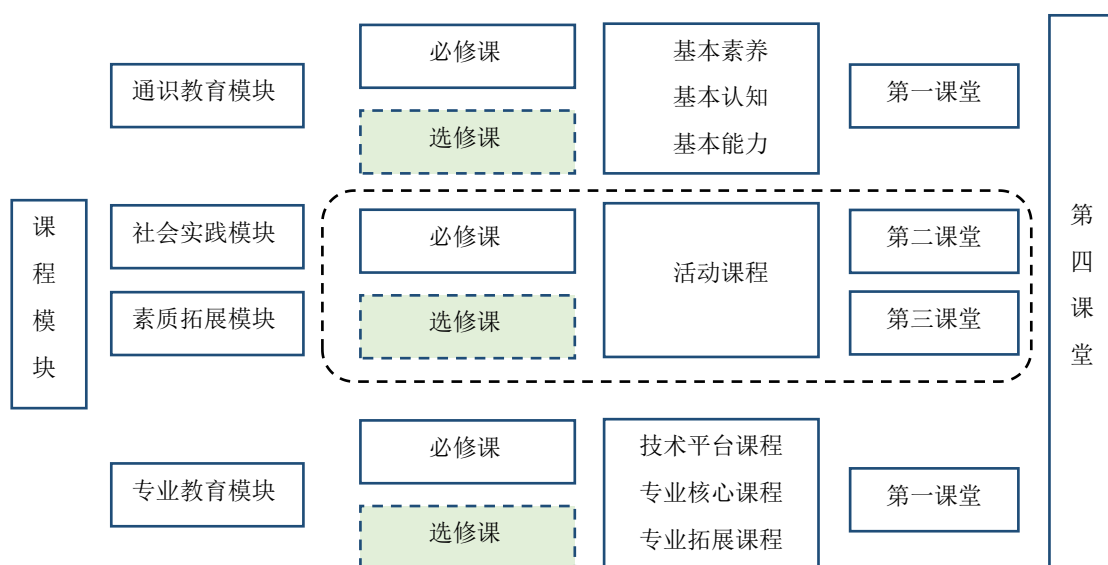 课程模块
通识教育模块
必修课
选修课
基本素养
基本认知
基本能力
第一课堂
社会实践模块
素质拓展模块
必修课
选修课
活动课程
第二课堂
第三课堂
专业教育模块
必修课
选修课
技术平台课程
专业核心课程
专业拓展课程
第一课堂
第四课堂